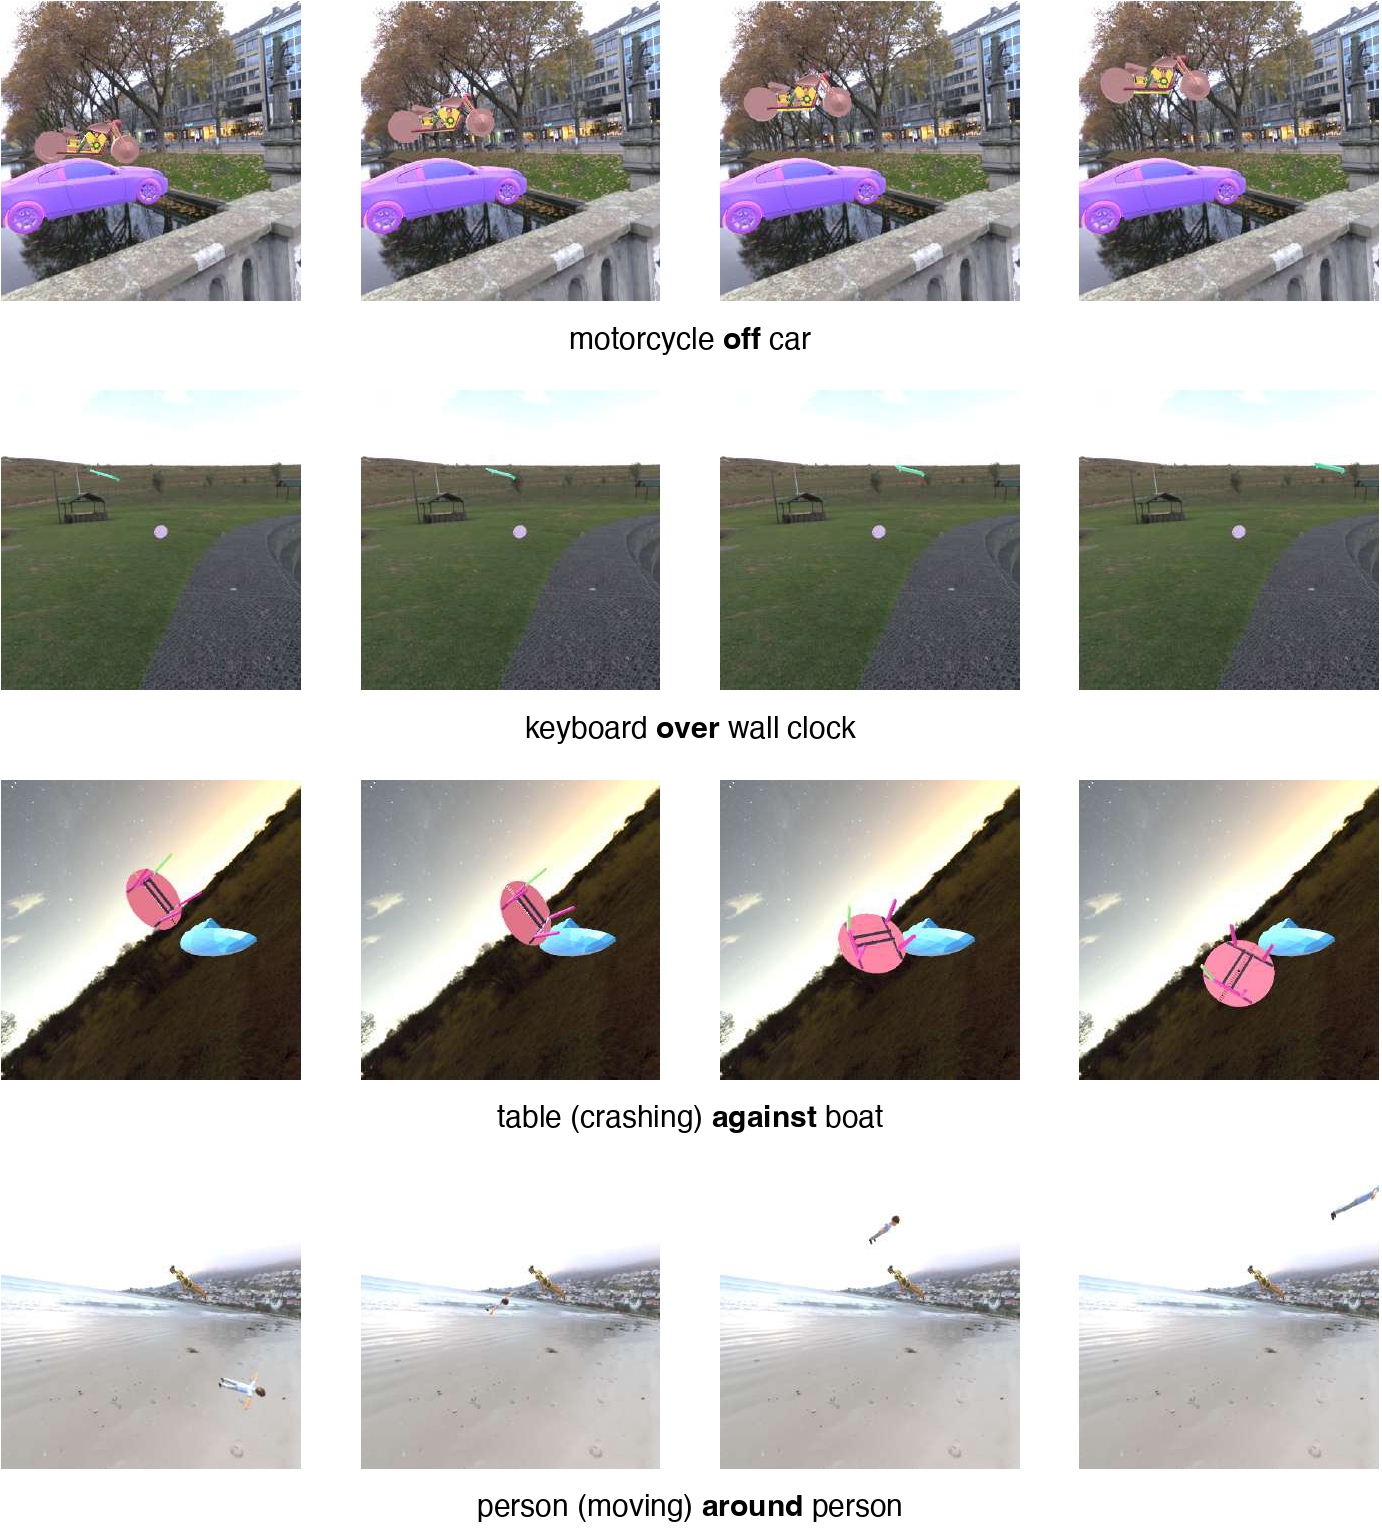 motorcycle off car
keyboard over wall clock
table (crashing) against boat
person (moving) around person